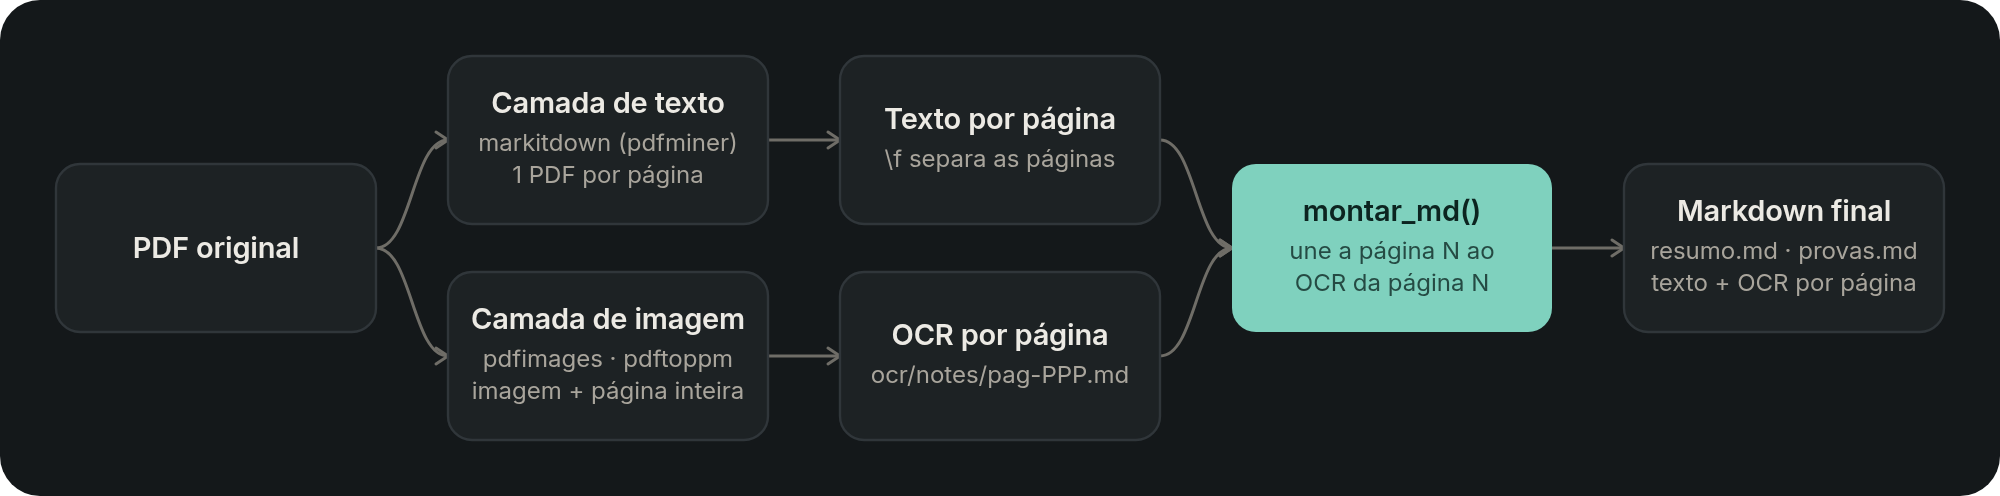 PDF original
Camada de texto
markitdown (pdfminer)
1 PDF por página
Texto por página
\f separa as páginas
Camada de imagem
pdfimages · pdftoppm
imagem + página inteira
OCR por página
ocr/notes/pag-PPP.md
montar_md()
une a página N ao
OCR da página N
Markdown final
resumo.md · provas.md
texto + OCR por página